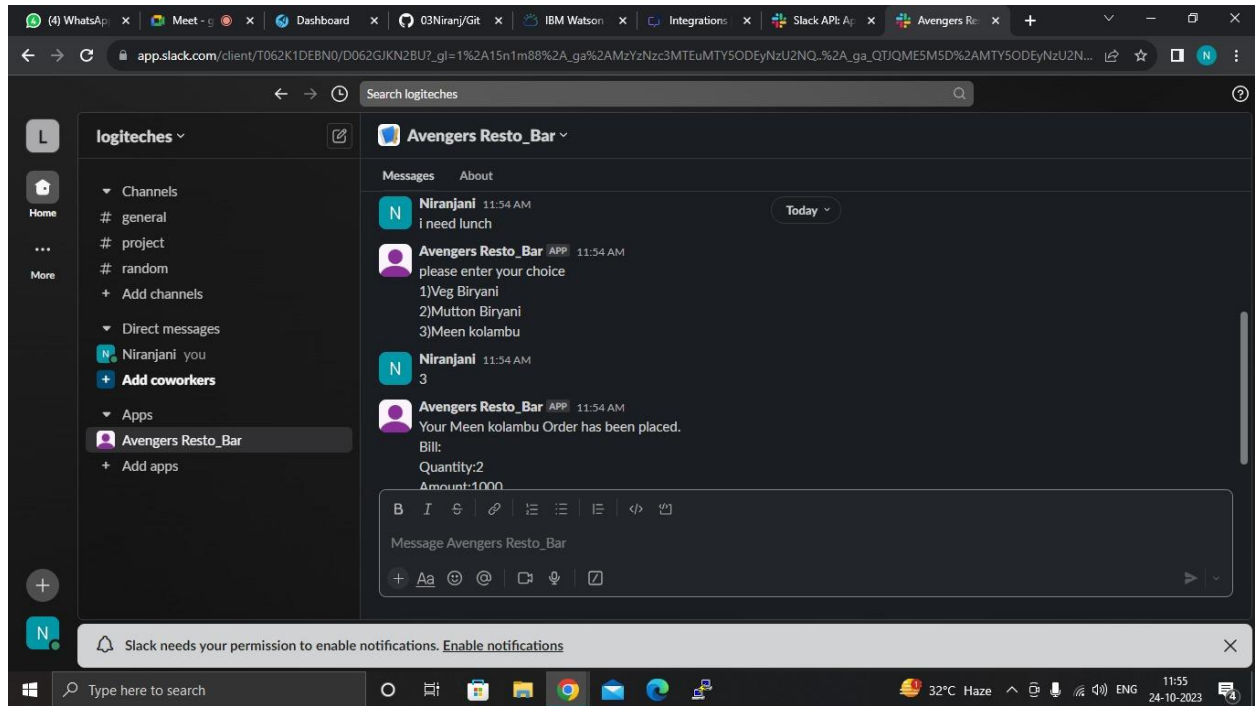 (4) WhatsAp
Meet - g
Dashboard
03Niranj/Git
IBM Watson
Integrations
Slack API: Ap
Avengers Re
app.slack.com/client/T062K1DEBN0/D062GJKN2BU?_gl=1%2A15n1m88%2A_ga%2AMzYzNzc3MTEuMTY5ODEyNzU2NQ..%2A_ga_QTJQME5M5D%2AMTY5ODEyNzU2N...
N
Search logiteches
L
logiteches
Avengers Resto_Bar
Messages About
Home
More
Channels
# general
# project
# random
+ Add channels
Direct messages
N Niranjani you
+ Add coworkers
Apps
Avengers Resto_Bar
+ Add apps
Today
N
Niranjani 11:54 AM
i need lunch
Avengers Resto_Bar APP 11:54 AM
please enter your choice
1)Veg Biryani
2)Mutton Biryani
3)Meen kolambu
N
Niranjani 11:54 AM
3
Avengers Resto_Bar APP 11:54 AM
Your Meen kolambu Order has been placed.
Bill:
Quantity:2
Amount:1000
B I S
Message Avengers Resto_Bar
+ Aa @
N
Slack needs your permission to enable notifications. Enable notifications
Type here to search
32°C Haze
ENG
11:55
24-10-2023
4